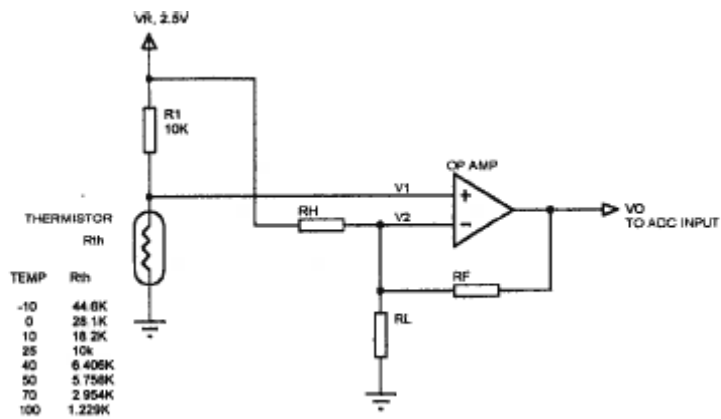 VR, 2.5V
R1
10K
OP AMP
V1
+
THERMISTOR
Rth
RH
V2
-
VO
TO ADC INPUT
RF
RL
TEMP Rth
-10 44.6K
0 28.1K
10 18.2K
25 10k
40 6.406K
50 5.758K
70 2.954K
100 1.229K